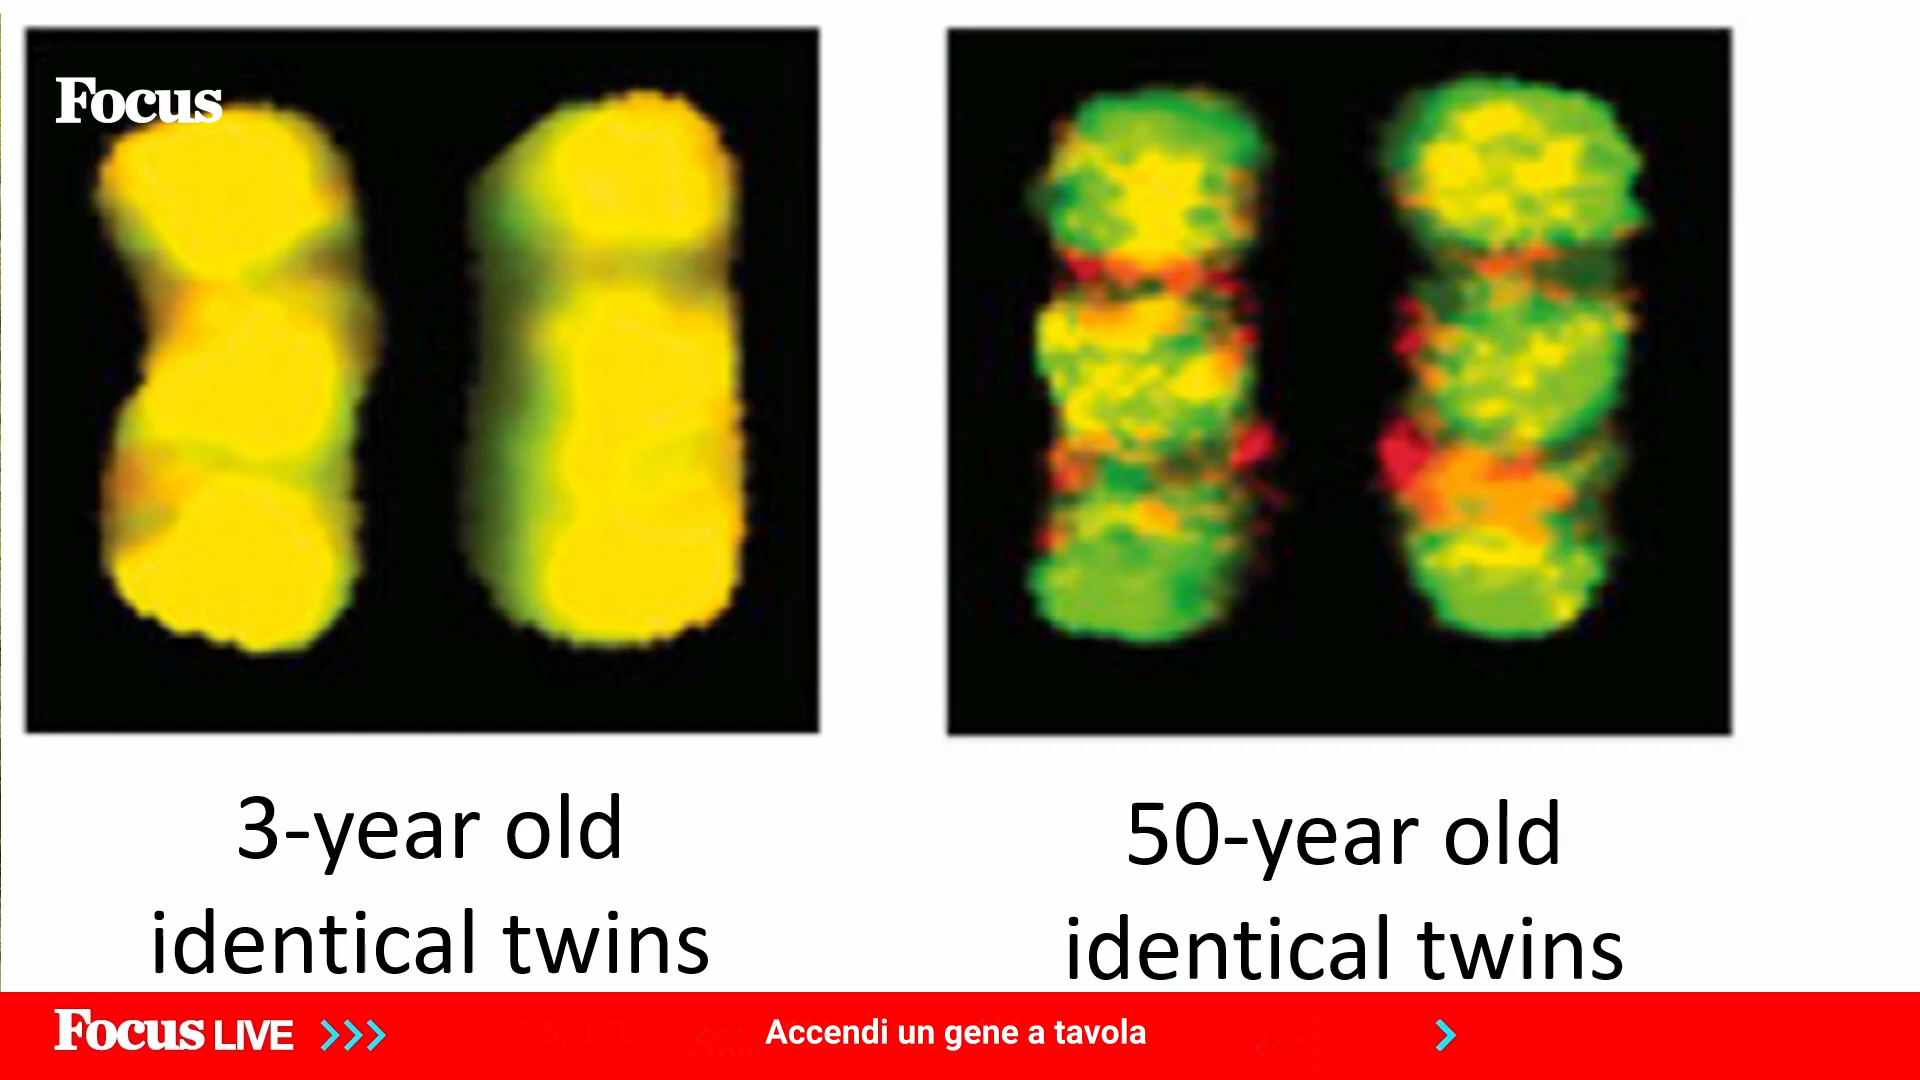 Focus
3-year old
identical twins
50-year old
identical twins
Focus LIVE
Accendi un gene a tavola